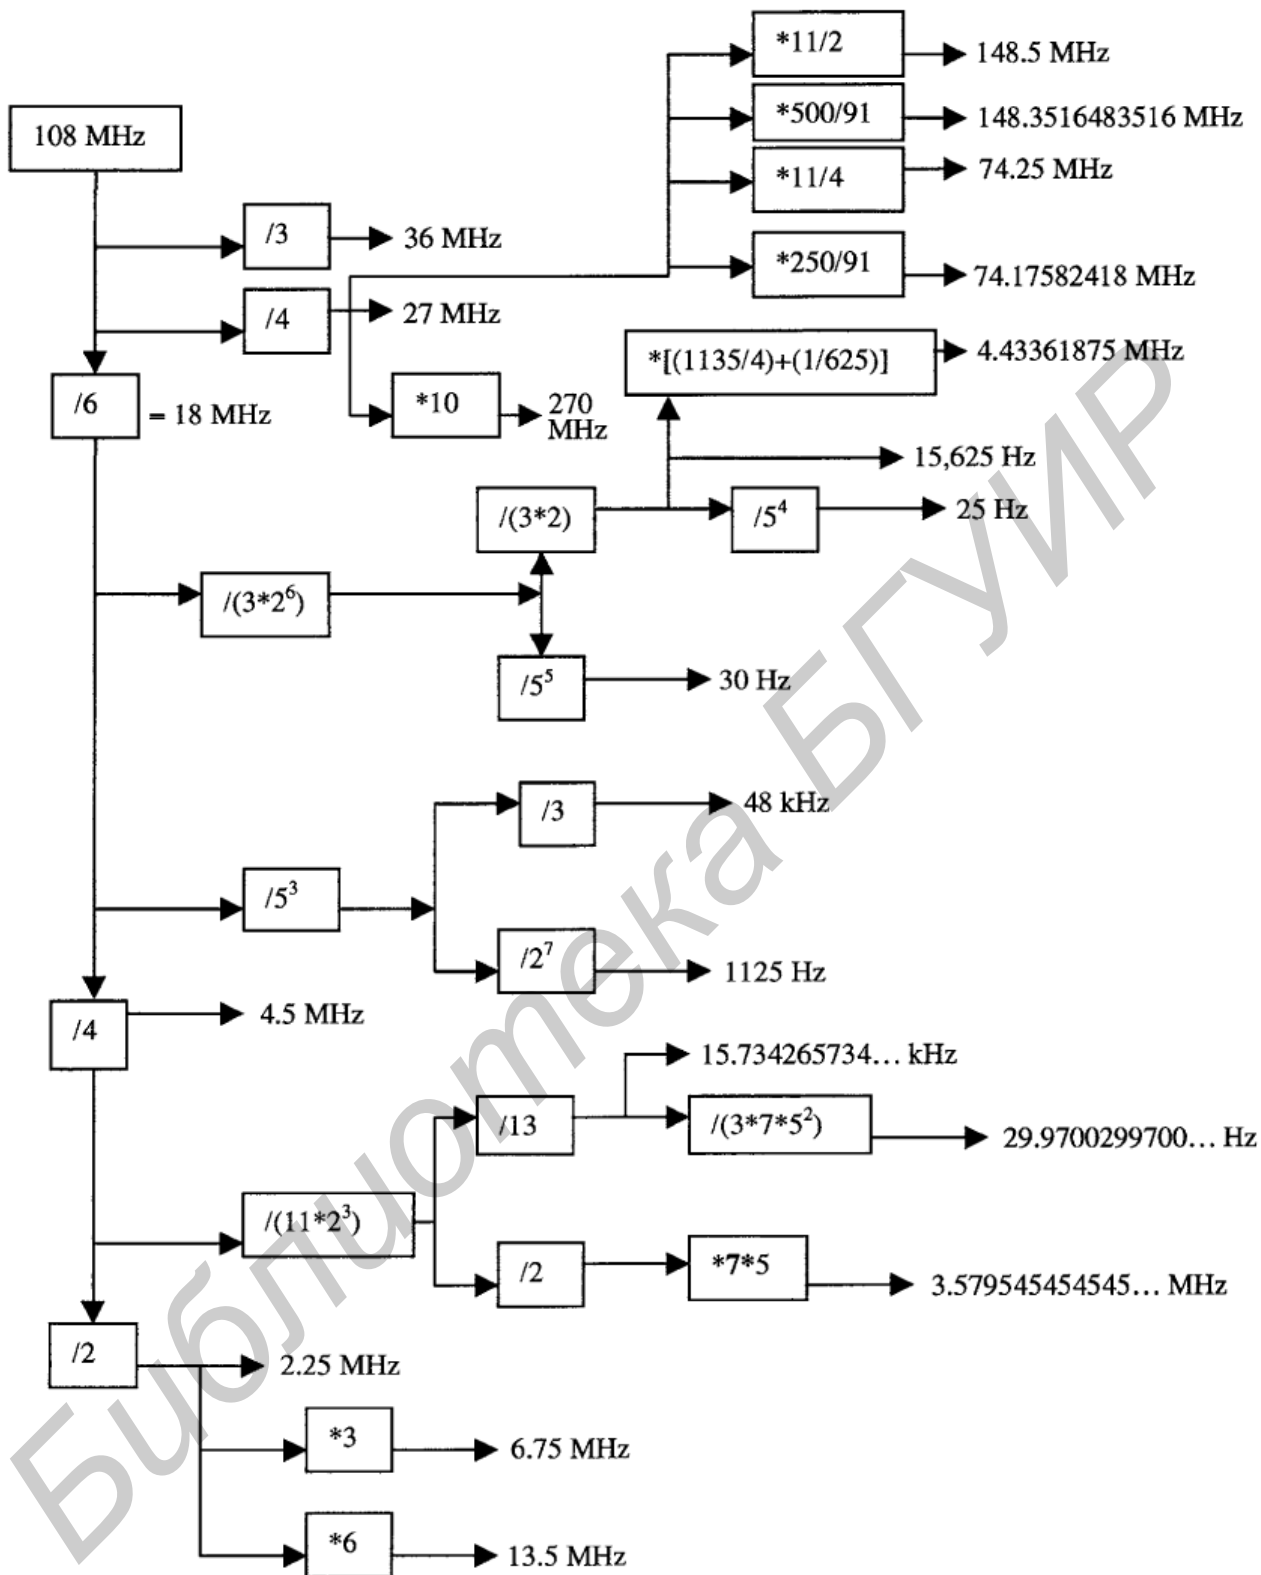 *11/2
148.5 MHz
*500/91
148.3516483516 MHz
108 MHz
*11/4
74.25 MHz
/3
36 MHz
*250/91
74.17582418 MHz
/4
27 MHz
*[(1135/4)+(1/625)]
4.43361875 MHz
/6
= 18 MHz
*10
270
MHz
15,625 Hz
/(3*2)
/5⁴
25 Hz
/(3*2⁶)
/5⁵
30 Hz
/3
48 kHz
/5³
/2⁷
1125 Hz
/4
4.5 MHz
15.734265734... kHz
/13
/(3*7*5²)
29.9700299700... Hz
/(11*2³)
/2
*7*5
3.579545454545... MHz
/2
2.25 MHz
*3
6.75 MHz
*6
13.5 MHz
Библиотека БГУИР